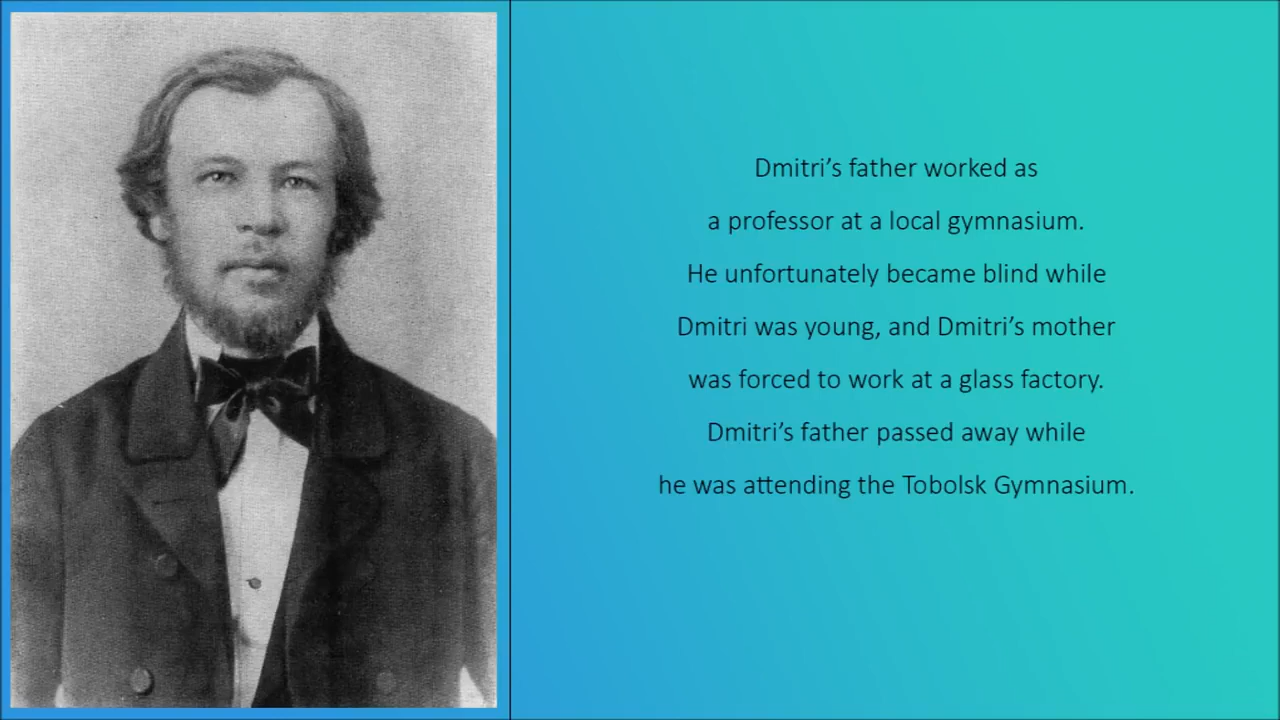 Dmitri’s father worked as
a professor at a local gymnasium.
He unfortunately became blind while
Dmitri was young, and Dmitri’s mother
was forced to work at a glass factory.
Dmitri’s father passed away while
he was attending the Tobolsk Gymnasium.